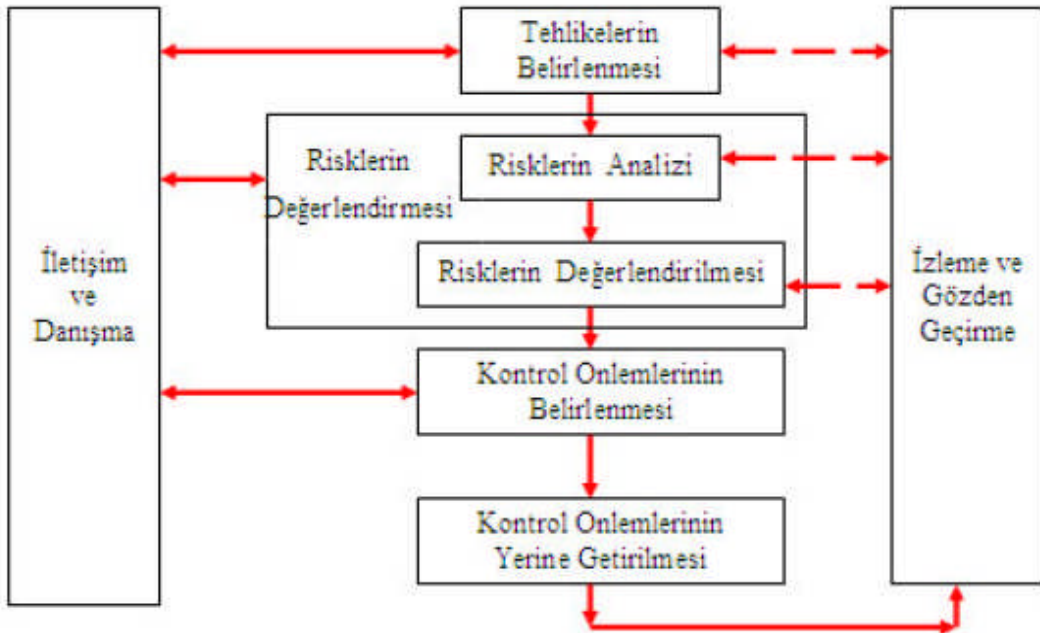 Tehlikelerin
Belirlenmesi
Risklerin
Değerlendirmesi
Risklerin Analizi
Risklerin Değerlendirilmesi
İletişim
ve
Danışma
İzleme ve
Gözden
Geçirme
Kontrol Onlemlerinin
Belirlenmesi
Kontrol Onlemlerinin
Yerine Getirilmesi